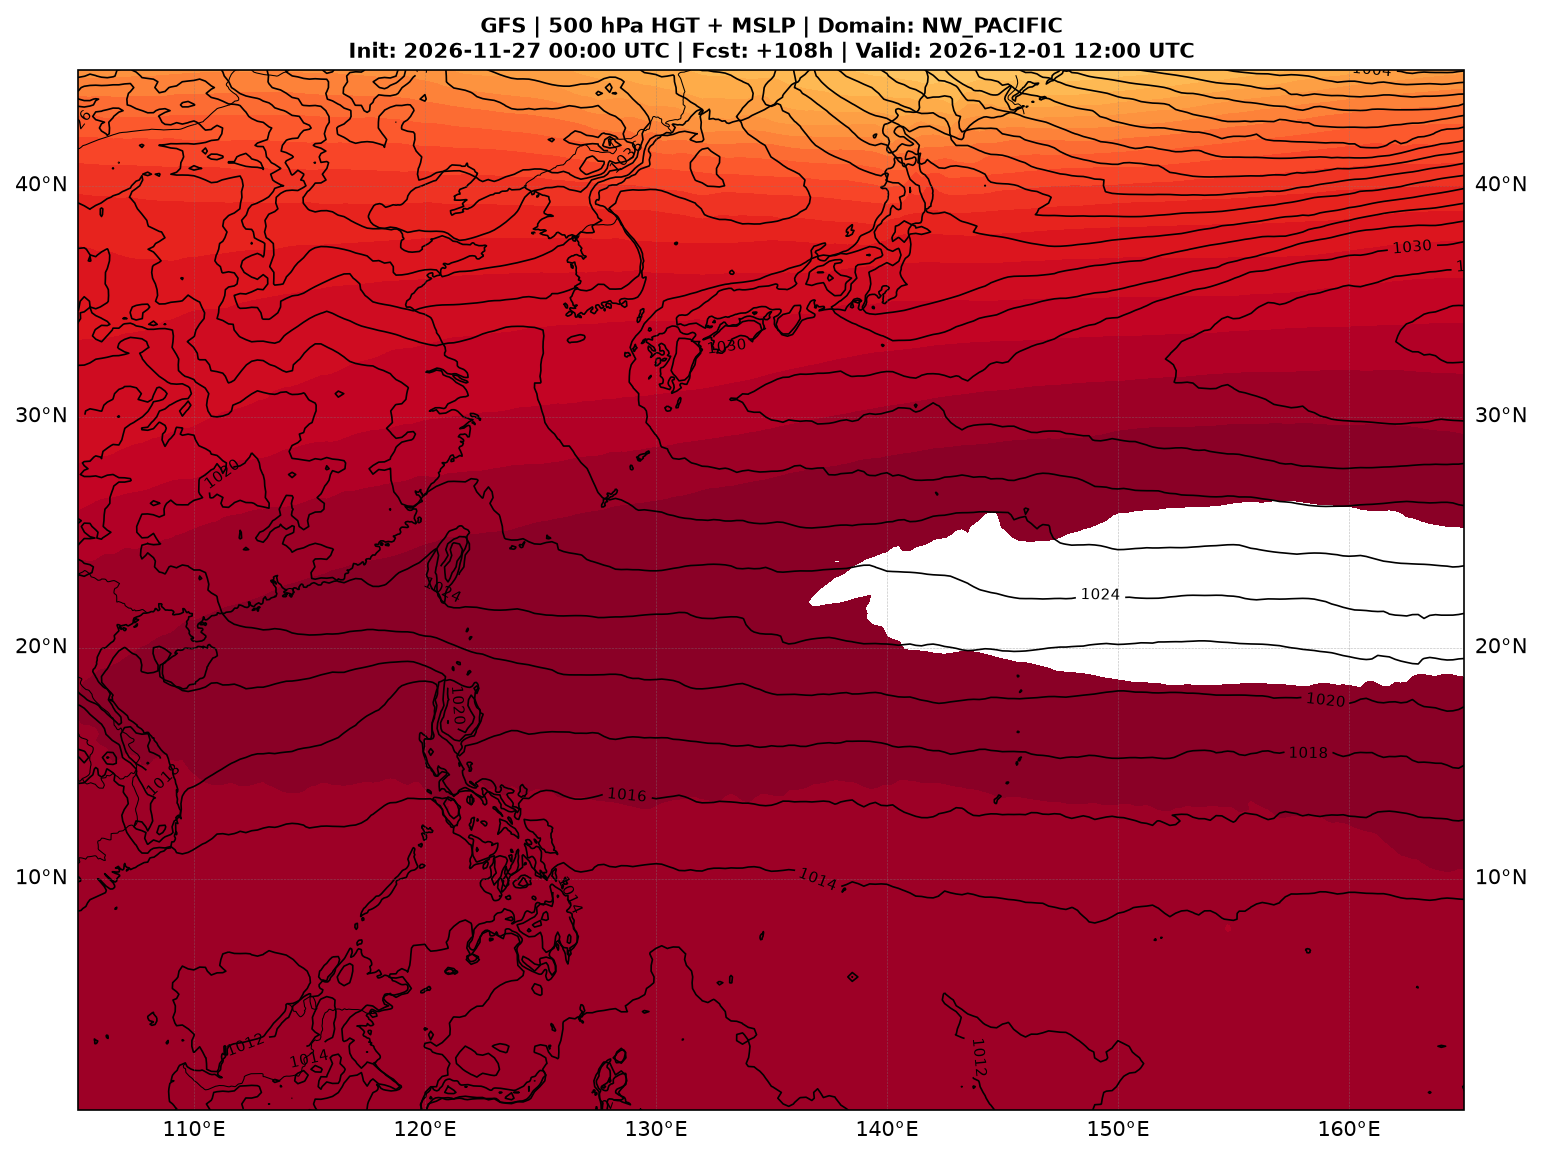 GFS | 500 hPa HGT + MSLP | Domain: NW_PACIFIC
Init: 2026-11-27 00:00 UTC | Fcst: +108h | Valid: 2026-12-01 12:00 UTC
1004
40°N
40°N
1030
1030
30°N
30°N
1020
1024
1024
20°N
20°N
1020
1020
1018
1018
1016
1014
1014
10°N
10°N
1012
1014
1012
110°E
120°E
130°E
140°E
150°E
160°E